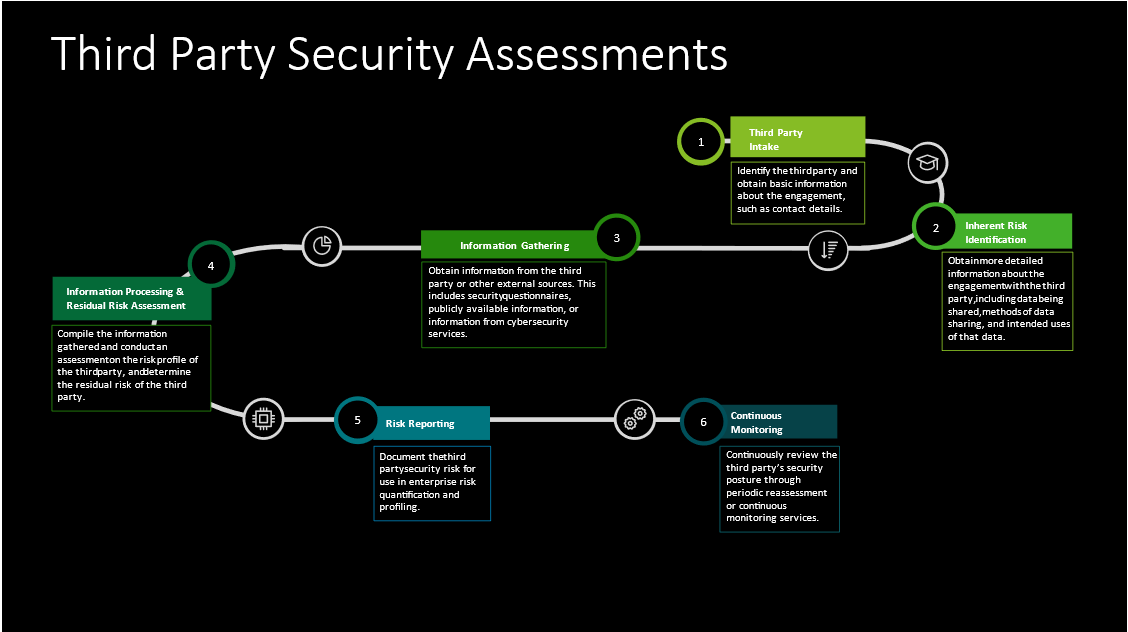 Third Party Security Assessments
1
Third Party
Intake
Identify the thirdparty and
obtain basic information
about the engagement,
such as contact details.
2
Inherent Risk
Identification
Obtainmore detailed
information aboutthe
engagementwiththe third
party,includingdatabeing
shared,methods of data
sharing, and intended uses
of that data.
3
Information Gathering
Obtain information from the third
party or other external sources. This
includes securityquestionnaires,
publicly available information, or
information from cybersecurity
services.
4
Information Processing &
Residual Risk Assessment
Compile the information
gathered and conductan
assessmenton the riskprofile of
the thirdparty, anddetermine
the residual risk of the third
party.
5
Risk Reporting
Document thethird
partysecurity risk for
use in enterprise risk
quantification and
profiling.
6
Continuous
Monitoring
Continuously review the
third party’s security
posture through
periodic reassessment
or continuous
monitoring services.